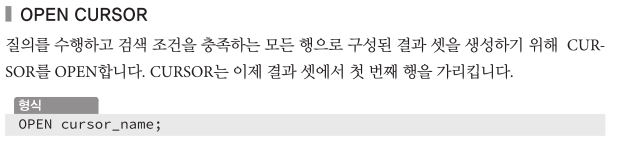 OPEN CURSOR
질의를 수행하고 검색 조건을 충족하는 모든 행으로 구성된 결과 셋을 생성하기 위해 CUR-
SOR를 OPEN합니다. CURSOR는 이제 결과 셋에서 첫 번째 행을 가리킵니다.
형식
OPEN cursor_name;